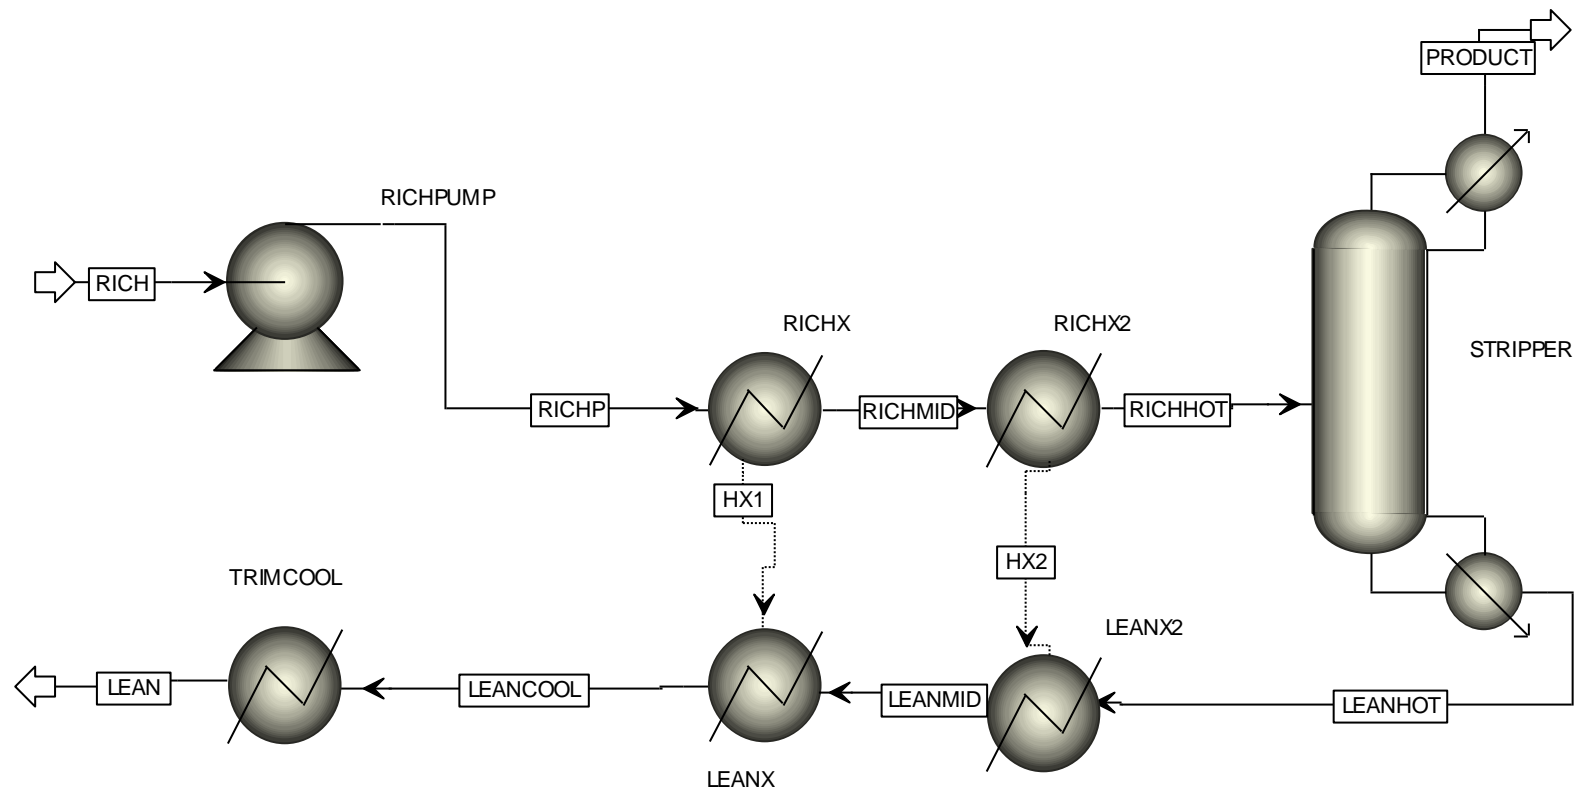 PRODUCT
RICHPUMP
RICH
RICHX
RICHX2
STRIPPER
RICHP
RICHMID
RICHHOT
HX1
HX2
TRIMCOOL
LEANX2
LEAN
LEANCOOL
LEANMID
LEANHOT
LEANX